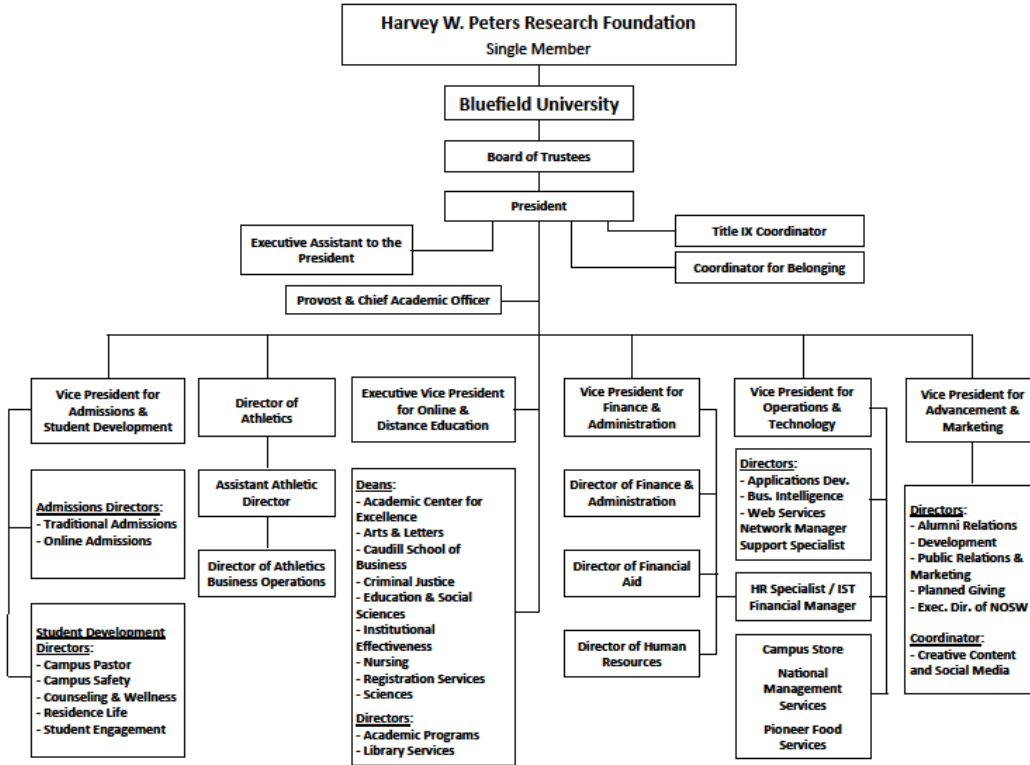 Harvey W. Peters Research Foundation
Single Member
Bluefield University
Board of Trustees
President
Executive Assistant to the
President
Title IX Coordinator
Coordinator for Belonging
Provost & Chief Academic Officer
Vice President for
Admissions &
Student Development
Director of
Athletics
Executive Vice President
for Online &
Distance Education
Vice President for
Finance &
Administration
Vice President for
Operations &
Technology
Vice President for
Advancement &
Marketing
Admissions Directors:
- Traditional Admissions
- Online Admissions
Student Development
Directors:
- Campus Pastor
- Campus Safety
- Counseling & Wellness
- Residence Life
- Student Engagement
Assistant Athletic
Director
Director of Athletics
Business Operations
Deans:
- Academic Center for
Excellence
- Arts & Letters
- Caudill School of
Business
- Criminal Justice
- Education & Social
Sciences
- Institutional
Effectiveness
- Nursing
- Registration Services
- Sciences
Directors:
- Academic Programs
- Library Services
Director of Finance &
Administration
Director of Financial
Aid
Director of Human
Resources
Directors:
- Applications Dev.
- Bus. Intelligence
- Web Services
Network Manager
Support Specialist
HR Specialist / IST
Financial Manager
Campus Store
National
Management
Services
Pioneer Food
Services
Directors:
- Alumni Relations
- Development
- Public Relations &
Marketing
- Planned Giving
- Exec. Dir. of NOSW
Coordinator:
- Creative Content
and Social Media